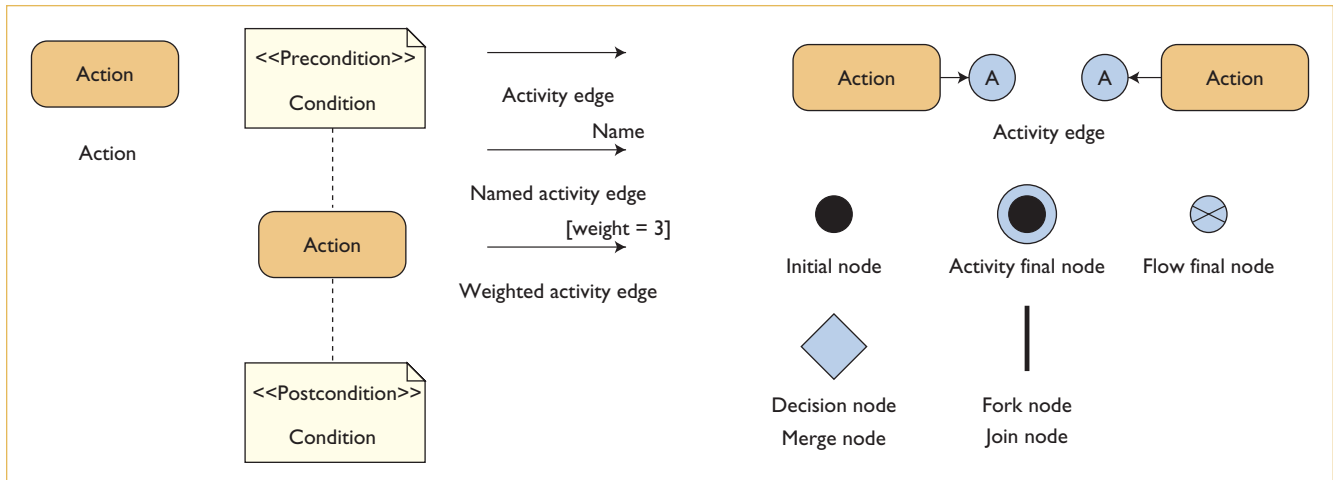 Action
Action
<<Precondition>>
Condition
Action
<<Postcondition>>
Condition
Activity edge
Name
Named activity edge
[weight = 3]
Weighted activity edge
Action
A
A
Action
Activity edge
Initial node
Activity final node
Flow final node
Decision node
Merge node
Fork node
Join node